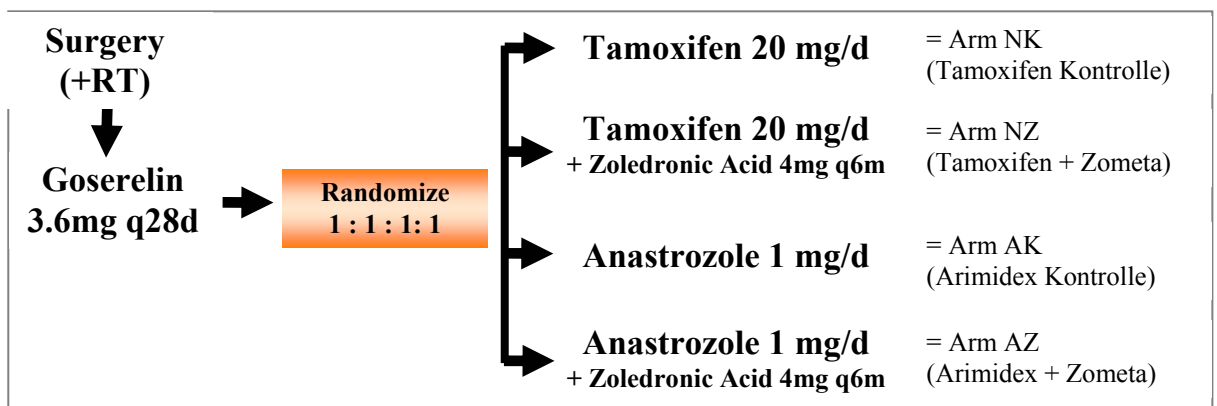 Surgery
(+RT)
Goserelin
3.6mg q28d
Randomize
1 : 1 : 1: 1
Tamoxifen 20 mg/d
= Arm NK
(Tamoxifen Kontrolle)
Tamoxifen 20 mg/d
+ Zoledronic Acid 4mg q6m
= Arm NZ
(Tamoxifen + Zometa)
Anastrozole 1 mg/d
= Arm AK
(Arimidex Kontrolle)
Anastrozole 1 mg/d
+ Zoledronic Acid 4mg q6m
= Arm AZ
(Arimidex + Zometa)